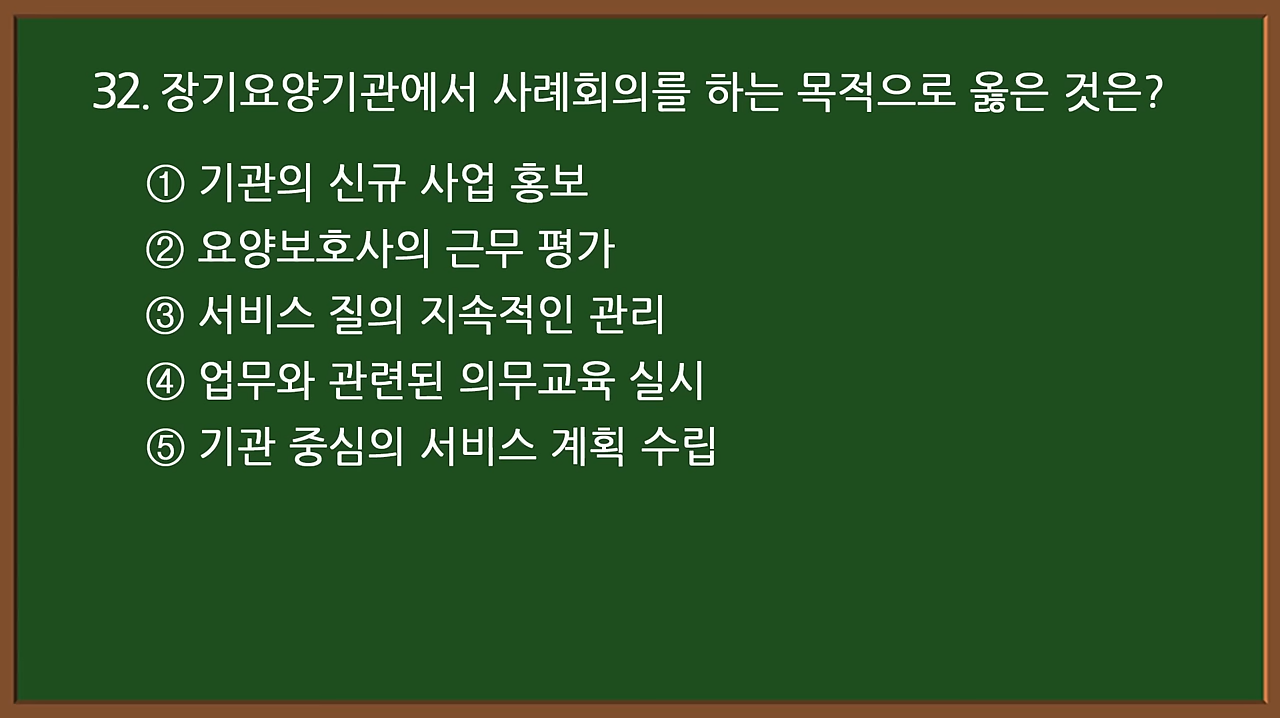 32. 장기요양기관에서 사례회의를 하는 목적으로 옳은 것은?
① 기관의 신규 사업 홍보
② 요양보호사의 근무 평가
③ 서비스 질의 지속적인 관리
④ 업무와 관련된 의무교육 실시
⑤ 기관 중심의 서비스 계획 수립